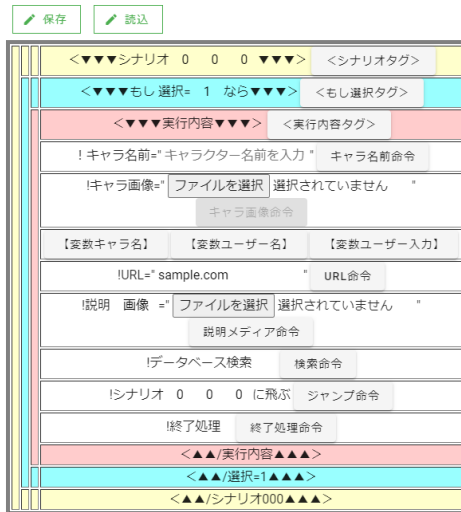 保存 読込
<▼▼▼シナリオ 0 0 0 ▼▼▼> <シナリオタグ>
<▼▼▼もし 選択= 1 なら▼▼▼> <もし選択タグ>
<▼▼▼実行内容▼▼▼> <実行内容タグ>
! キャラ名前=" キャラクター名前を入力 " キャラ名前命令
!キャラ画像=" ファイルを選択 選択されていません "
キャラ画像命令
【変数キャラ名】 【変数ユーザー名】 【変数ユーザー入力】
!URL=" sample.com " URL命令
!説明 画像 =" ファイルを選択 選択されていません "
説明メディア命令
!データベース検索 検索命令
!シナリオ 0 0 0 に飛ぶ ジャンプ命令
!終了処理 終了処理命令
<▲▲/実行内容▲▲▲>
<▲▲/選択=1▲▲▲>
<▲▲/シナリオ000▲▲▲>